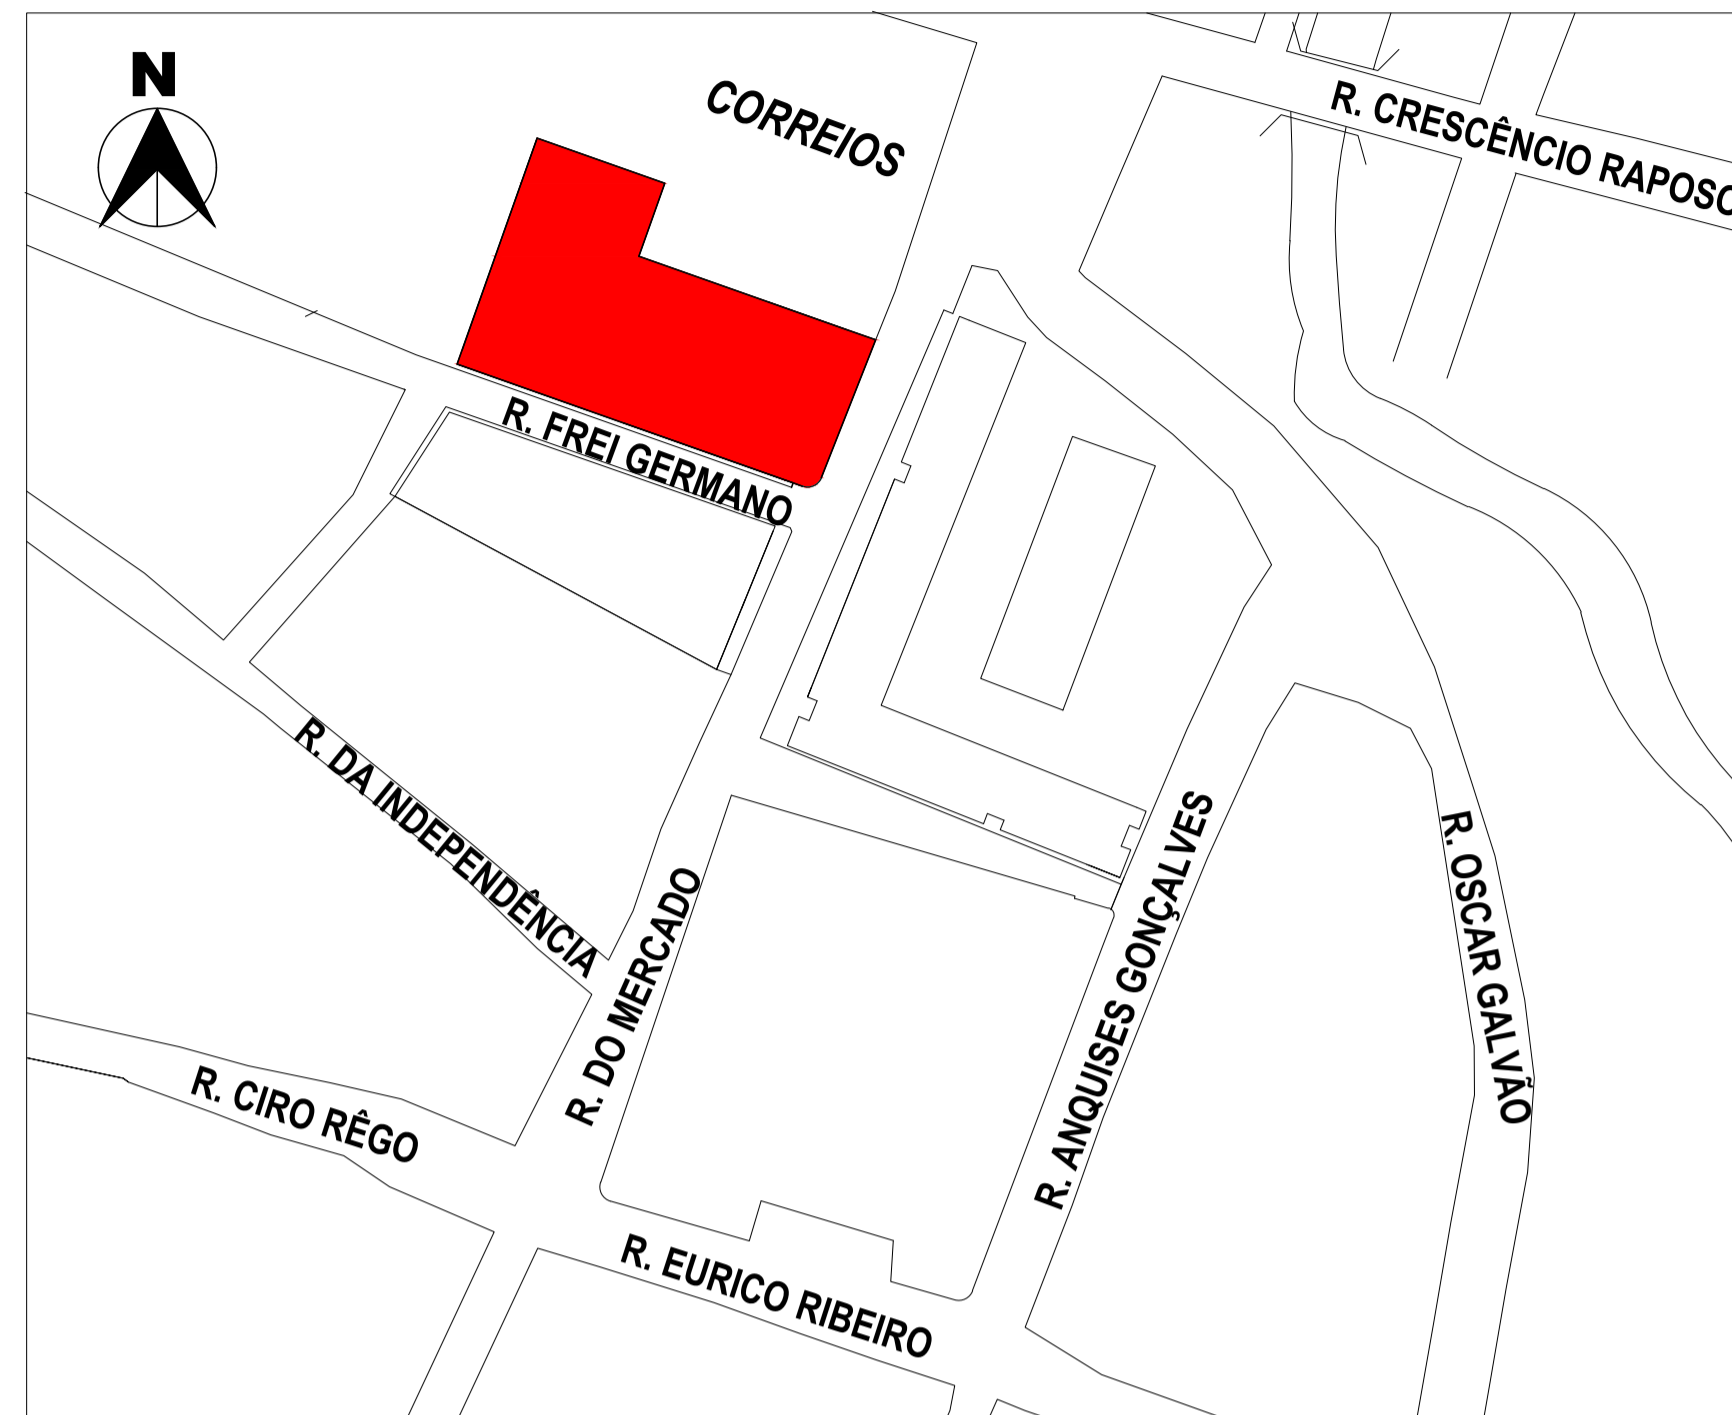 N
CORREIOS
R. CRESCÊNCIO RAPOSO
R. FREI GERMANO
R. DA INDEPENDÊNCIA
R. DO MERCADO
R. ANQUISES GONÇALVES
R. OSCAR GALVÃO
R. CIRO RÊGO
R. EURICO RIBEIRO